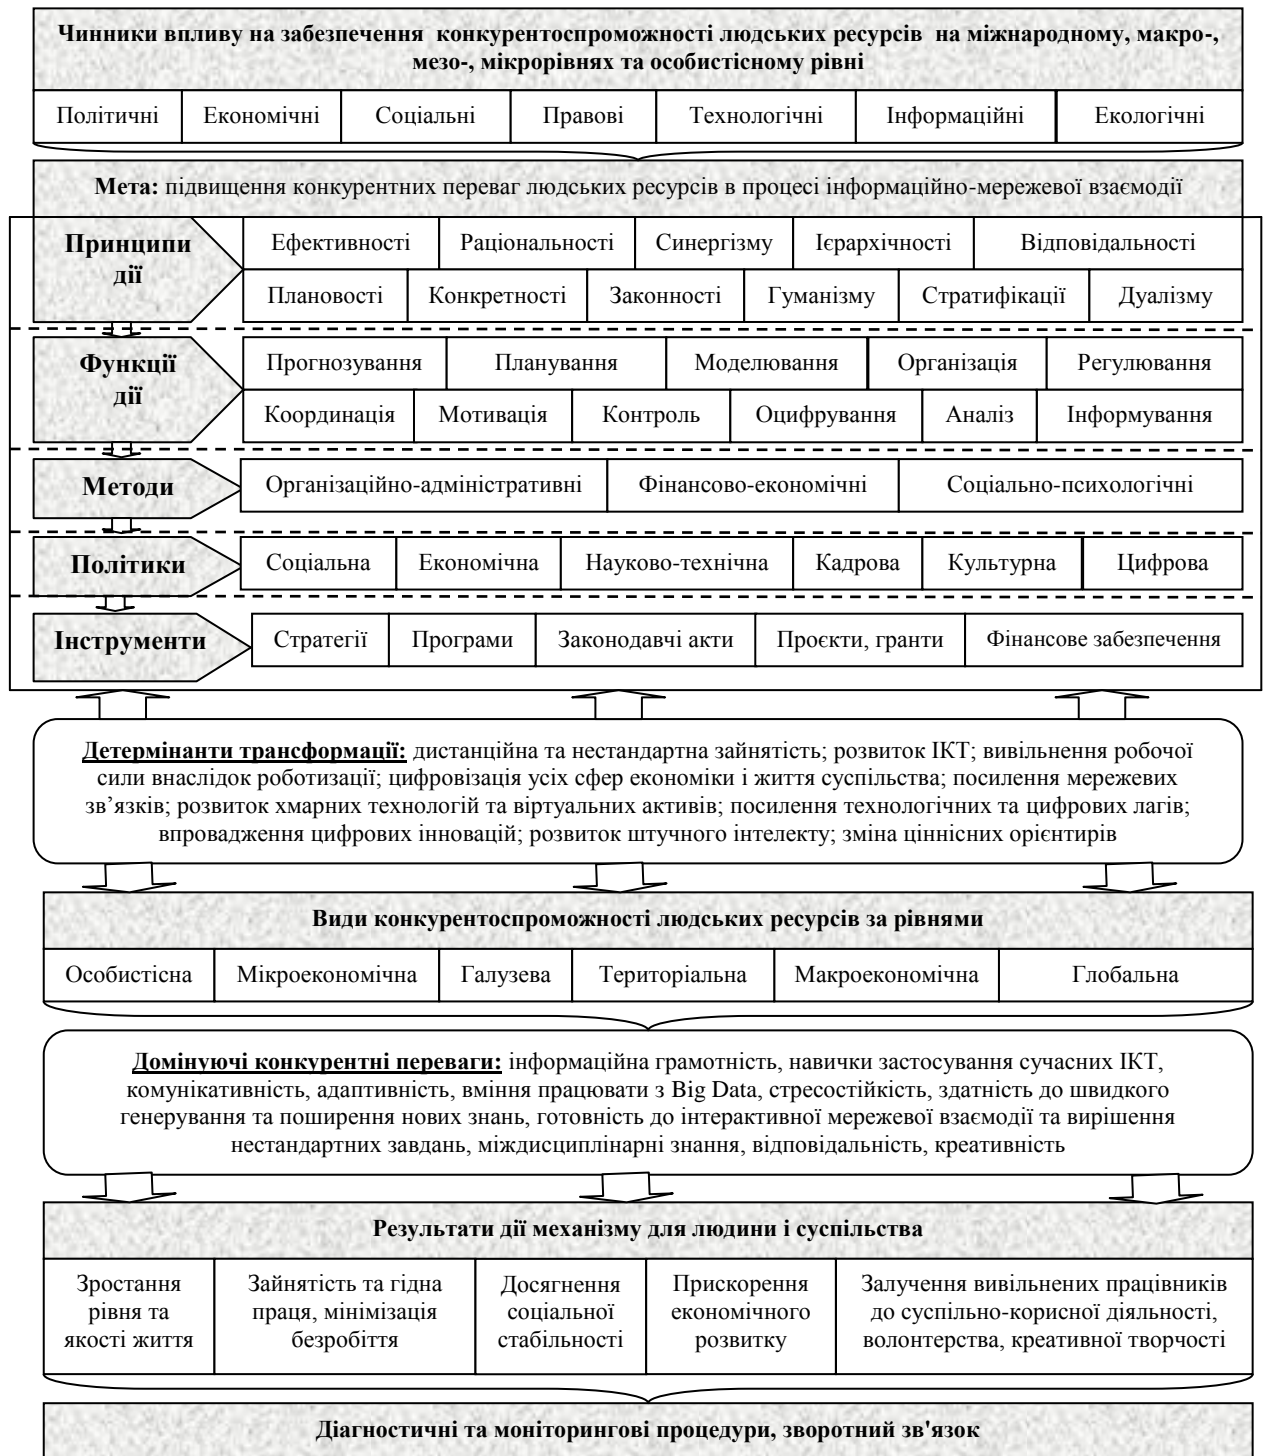 Чинники впливу на забезпечення конкурентоспроможності людських ресурсів на міжнародному, макро-,
мезо-, мікрорівнях та особистісному рівні
Політичні Економічні Соціальні Правові Технологічні Інформаційні Екологічні
Мета: підвищення конкурентних переваг людських ресурсів в процесі інформаційно-мережевої взаємодії
Принципи
дії
Ефективності Раціональності Синергізму Ієрархічності Відповідальності
Плановості Конкретності Законності Гуманізму Стратифікації Дуалізму
Функції
дії
Прогнозування Планування Моделювання Організація Регулювання
Координація Мотивація Контроль Оцифрування Аналіз Інформування
Методи
Організаційно-адміністративні Фінансово-економічні Соціально-психологічні
Політики
Соціальна Економічна Науково-технічна Кадрова Культурна Цифрова
Інструменти
Стратегії Програми Законодавчі акти Проєкти, гранти Фінансове забезпечення
Детермінанти трансформації: дистанційна та нестандартна зайнятість; розвиток ІКТ; вивільнення робочої
сили внаслідок роботизації; цифровізація усіх сфер економіки і життя суспільства; посилення мережевих
зв’язків; розвиток хмарних технологій та віртуальних активів; посилення технологічних та цифрових лагів;
впровадження цифрових інновацій; розвиток штучного інтелекту; зміна ціннісних орієнтирів
Види конкурентоспроможності людських ресурсів за рівнями
Особистісна Мікроекономічна Галузева Територіальна Макроекономічна Глобальна
Домінуючі конкурентні переваги: інформаційна грамотність, навички застосування сучасних ІКТ,
комунікативність, адаптивність, вміння працювати з Big Data, стресостійкість, здатність до швидкого
генерування та поширення нових знань, готовність до інтерактивної мережевої взаємодії та вирішення
нестандартних завдань, міждисциплінарні знання, відповідальність, креативність
Результати дії механізму для людини і суспільства
Зростання
рівня та
якості життя
Зайнятість та гідна
праця, мінімізація
безробіття
Досягнення
соціальної
стабільності
Прискорення
економічного
розвитку
Залучення вивільнених працівників
до суспільно-корисної діяльності,
волонтерства, креативної творчості
Діагностичні та моніторингові процедури, зворотний зв'язок